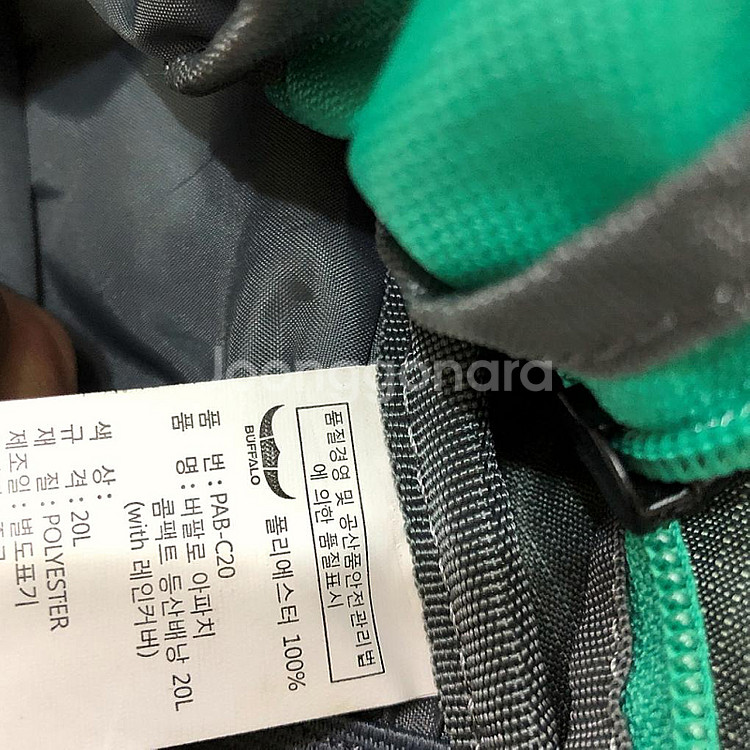 Joonggonara
품질경영 및 공산품안전관리법
에 의한 품질표시
BUFFALO
폴리에스터 100%
품 번 : PAB-C20
품 명 : 버팔로 아파치
콤팩트 등산배낭 20L
(with 레인커버)
색 상 :
규 격 : 20L
재 질 : POLYESTER
제조일 : 별도표기